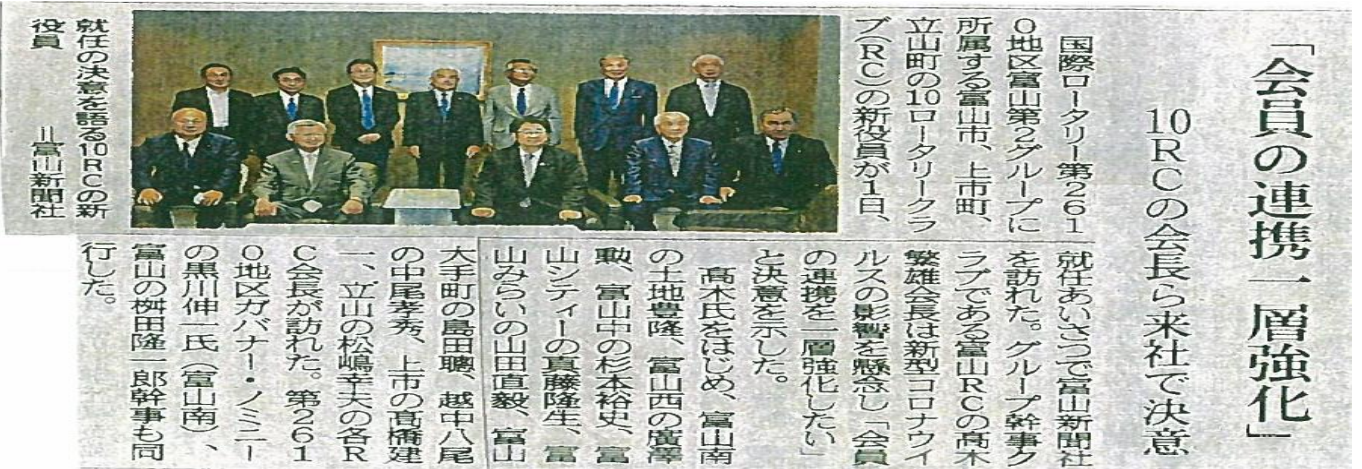 「会員の連携一層強化」
10RCの会長ら来社で決意
国際ロータリー第261
0地区富山第2グループに
所属する富山市、上市町、
立山町の10ロータリークラ
ブ(RC)の新役員が1日、
就任あいさつで富山新聞社
を訪れた。グループ幹事ク
ラブである富山RCの高木
繁雄会長は新型コロナウイ
ルスの影響を懸念し「会員
の連携を一層強化したい」
と決意を示した。
高木氏をはじめ、富山南
の土地豊隆、富山西の廣澤
勲、富山中の杉本裕史、富
山シティーの真藤隆生、富
山みらいの山田直毅、富山
大手町の島田聰、越中八尾
の中尾孝秀、上市の髙橋建
一、立山の松嶋幸夫の各R
C会長が訪れた。第261
0地区ガバナー・ノミニー
の黒川伸一氏(富山南)、
富山の桝田隆一郎幹事も同
行した。
就任の決意を語る10RCの新
役員 =富山新聞社